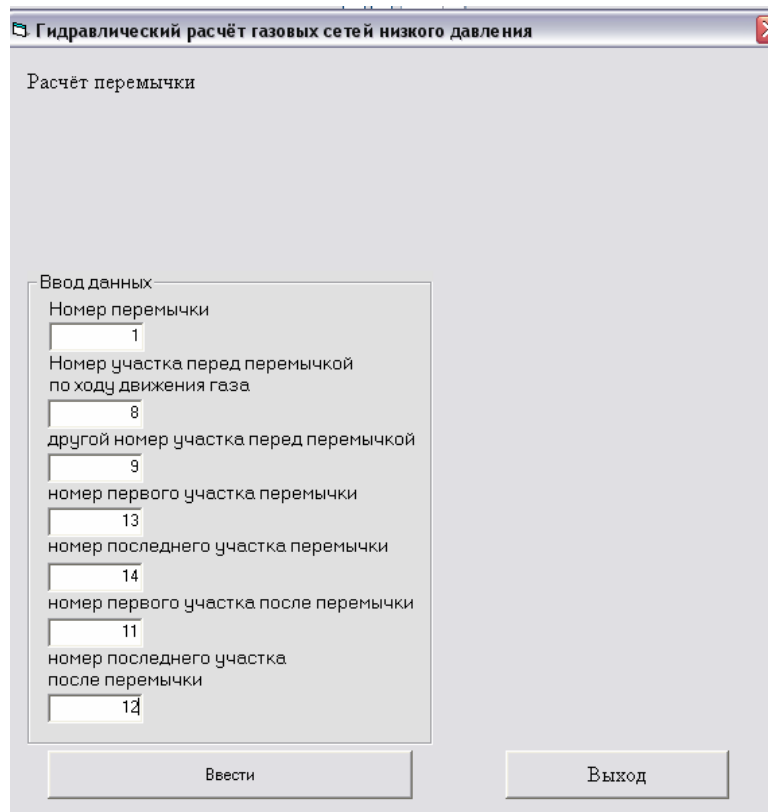 Гидравлический расчёт газовых сетей низкого давления
Расчёт перемычки
Ввод данных
Номер перемычки
1
Номер участка перед перемычкой
по ходу движения газа
8
другой номер участка перед перемычкой
9
номер первого участка перемычки
13
номер последнего участка перемычки
14
номер первого участка после перемычки
11
номер последнего участка
после перемычки
12
Ввести
Выход